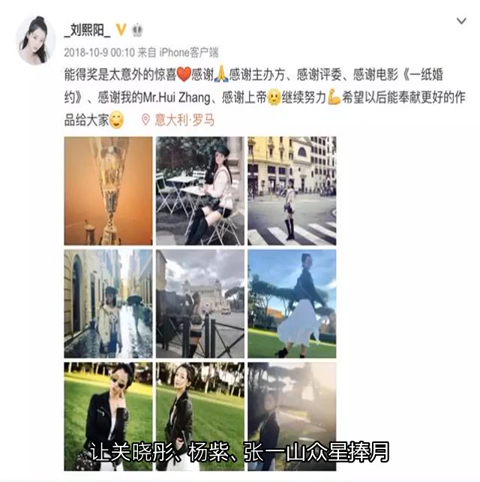 _刘熙阳_
2018-10-9 00:10 来自 iPhone客户端
能得奖是太意外的惊喜❤️感谢🙏感谢主办方、感谢评委、感谢电影《一纸婚
约》、感谢我的Mr.Hui Zhang、感谢上帝😢继续努力💪希望以后能奉献更好的作
品给大家😋 意大利·罗马
让关晓彤、杨紫、张一山众星捧月